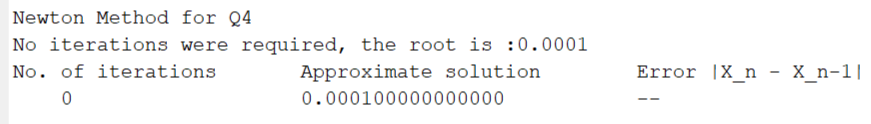 Newton Method for Q4
No iterations were required, the root is :0.0001
No. of iterations Approximate solution Error |X_n - X_n-1|
0 0.000100000000000 --